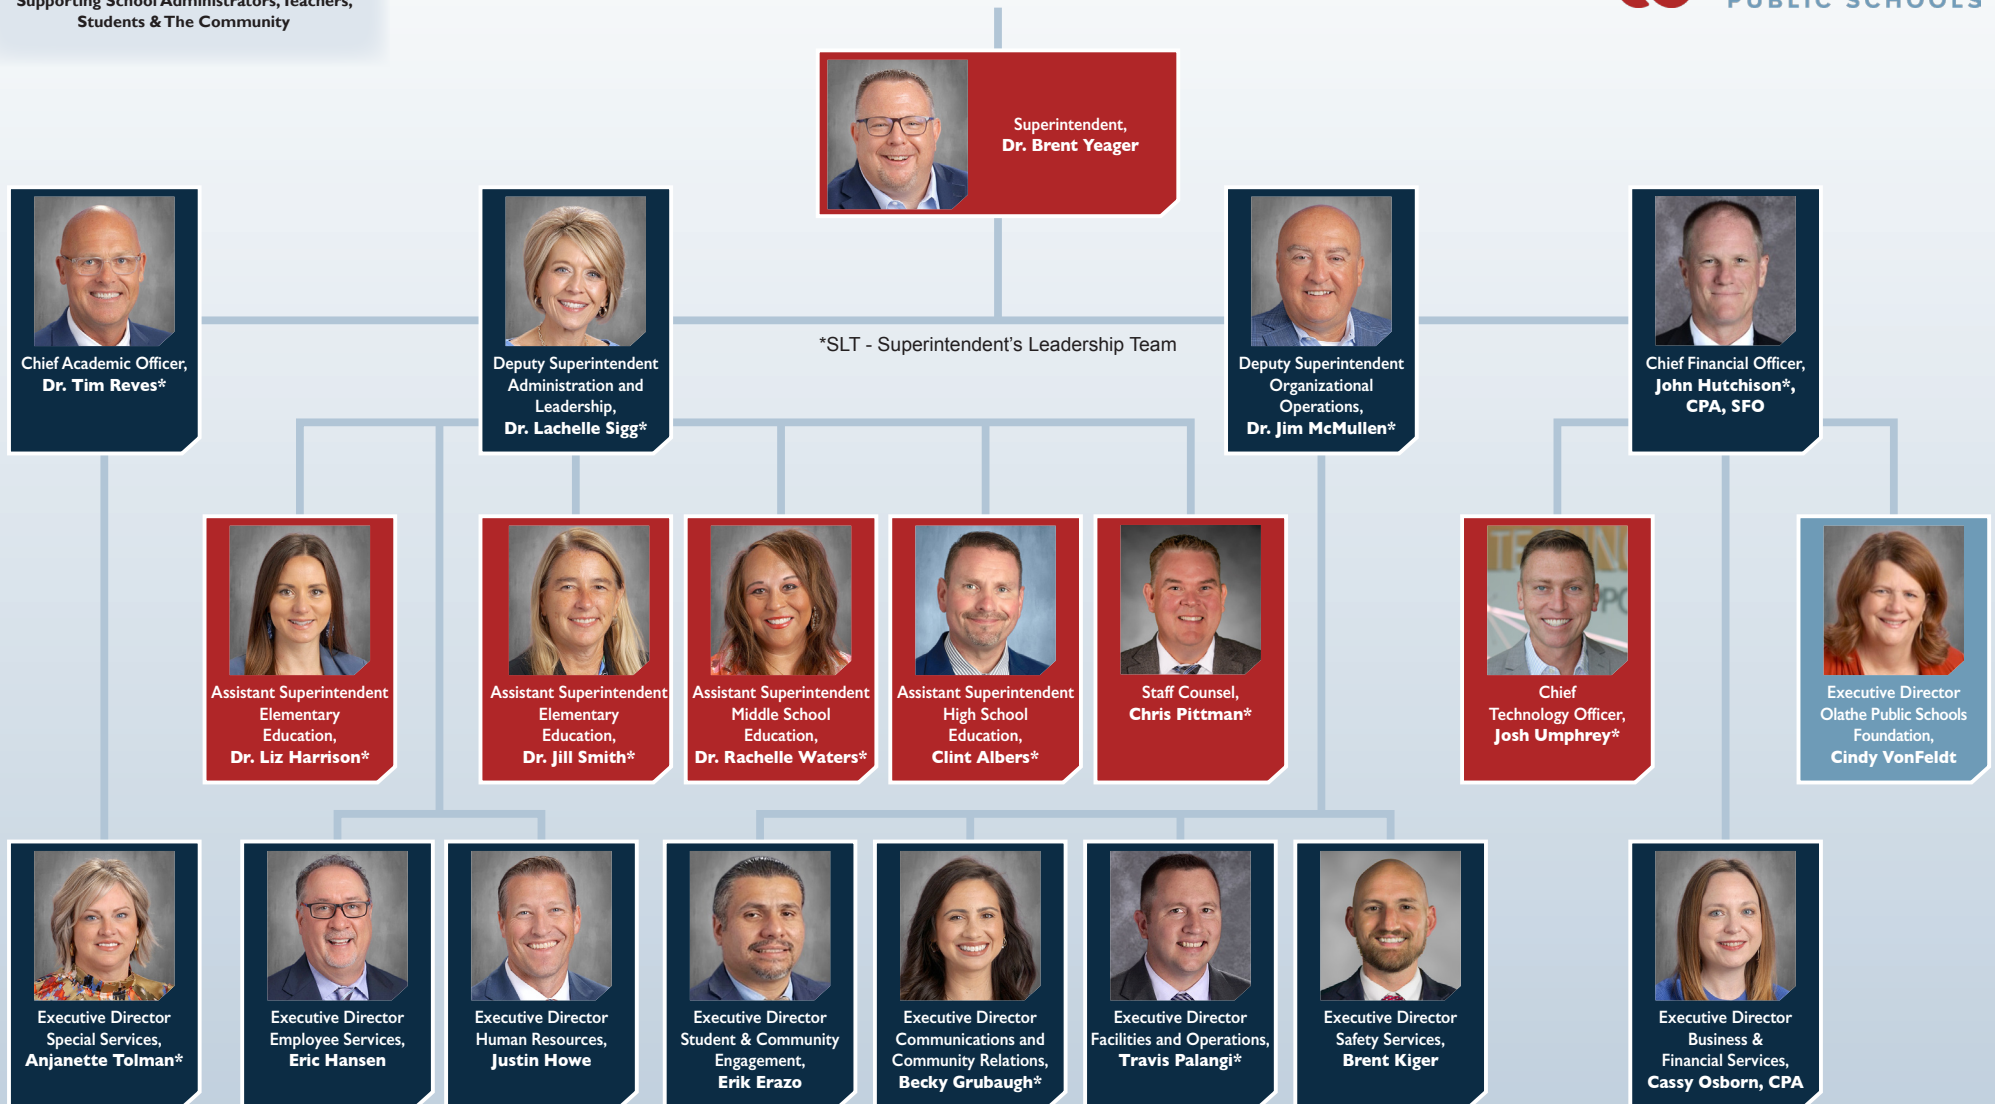 Supporting School Administrators, Teachers,
Students & The Community
PUBLIC SCHOOLS
Superintendent,
Dr. Brent Yeager
Chief Academic Officer,
Dr. Tim Reves*
Deputy Superintendent
Administration and
Leadership,
Dr. Lachelle Sigg*
*SLT - Superintendent's Leadership Team
Deputy Superintendent
Organizational
Operations,
Dr. Jim McMullen*
Chief Financial Officer,
John Hutchison*,
CPA, SFO
Assistant Superintendent
Elementary
Education,
Dr. Liz Harrison*
Assistant Superintendent
Elementary
Education,
Dr. Jill Smith*
Assistant Superintendent
Middle School
Education,
Dr. Rachelle Waters*
Assistant Superintendent
High School
Education,
Clint Albers*
Staff Counsel,
Chris Pittman*
Chief
Technology Officer,
Josh Umphrey*
Executive Director
Olathe Public Schools
Foundation,
Cindy VonFeldt
Executive Director
Special Services,
Anjanette Tolman*
Executive Director
Employee Services,
Eric Hansen
Executive Director
Human Resources,
Justin Howe
Executive Director
Student & Community
Engagement,
Erik Erazo
Executive Director
Communications and
Community Relations,
Becky Grubaugh*
Executive Director
Facilities and Operations,
Travis Palangi*
Executive Director
Safety Services,
Brent Kiger
Executive Director
Business &
Financial Services,
Cassy Osborn, CPA